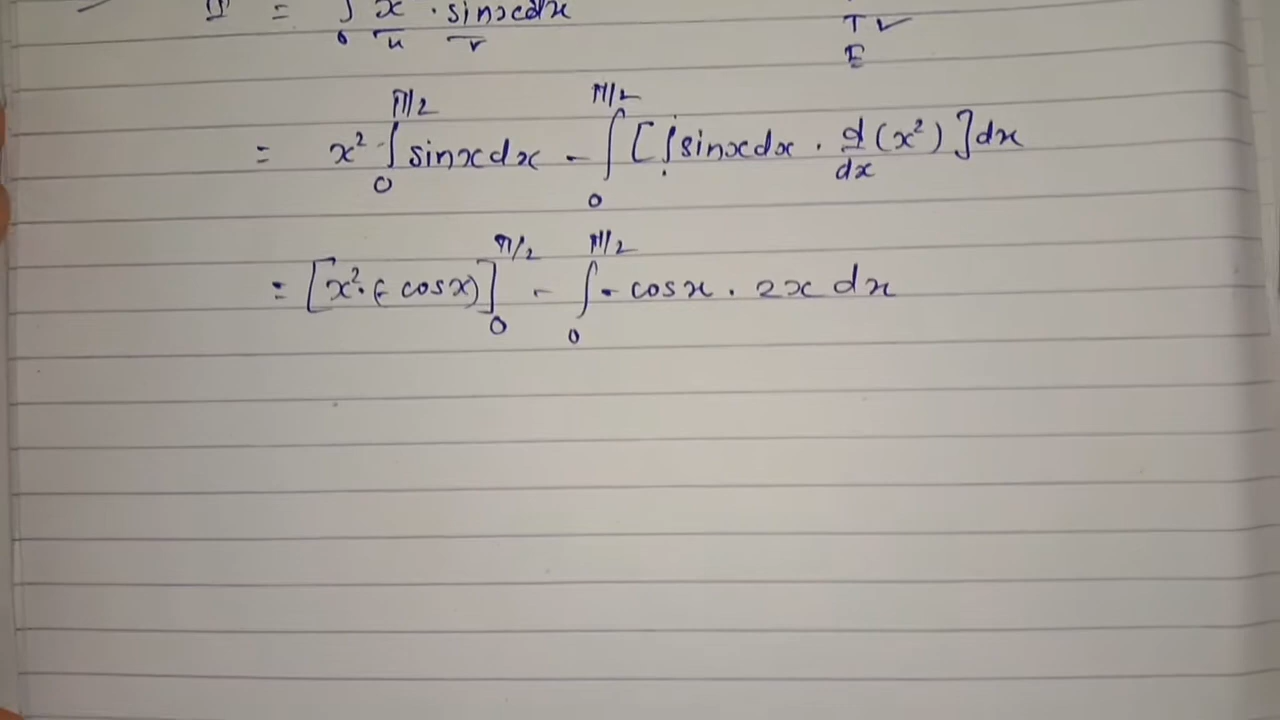 I = ∫ x . sinx dx
0 u v
T ✓
E
= x² . ∫₀^π/2 sinx dx - ∫₀^π/2 [∫sinx dx . d/dx (x²)] dx
= [x² . (- cosx)]₀^π/2 - ∫₀^π/2 - cosx . 2x dx